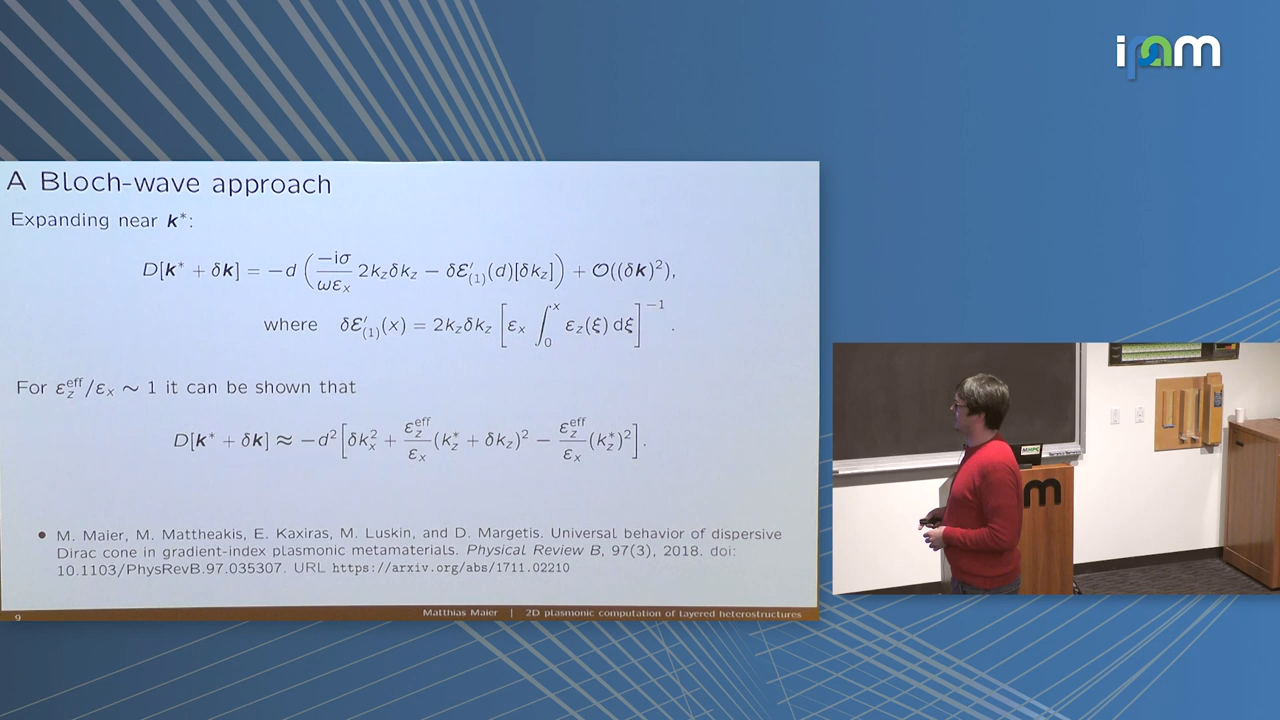 ipam
A Bloch-wave approach
Expanding near k*:
D[k* + δk] = −d ( −iσ / ωε_x 2k_zδk_z − δℰ′_(1)(d)[δk_z] ) + O((δk)²),
where δℰ′_(1)(x) = 2k_zδk_z [ ε_x ∫_0^x ε_z(ξ) dξ ]^−1 .
For ε_z^eff/ε_x ~ 1 it can be shown that
D[k* + δk] ≈ −d² [ δk_x² + ε_z^eff / ε_x (k_z* + δk_z)² − ε_z^eff / ε_x (k_z*)² ] .
• M. Maier, M. Mattheakis, E. Kaxiras, M. Luskin, and D. Margetis. Universal behavior of dispersive
Dirac cone in gradient-index plasmonic metamaterials. Physical Review B, 97(3), 2018. doi:
10.1103/PhysRevB.97.035307. URL https://arxiv.org/abs/1711.02210
9
Matthias Maier | 2D plasmonic computation of layered heterostructures
m